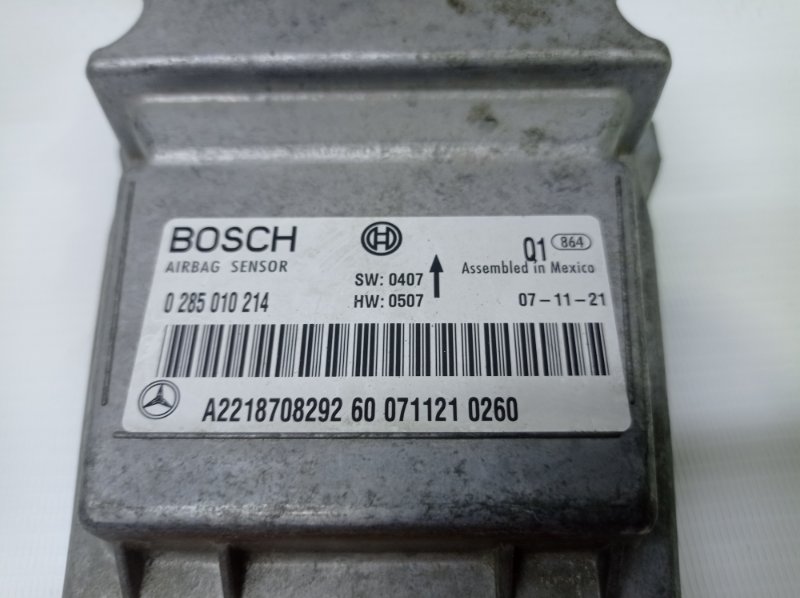 BOSCH
Q1 864
AIRBAG SENSOR
Assembled in Mexico
SW: 0407
0 285 010 214
HW: 0507
07-11-21
A2218708292 60 071121 0260